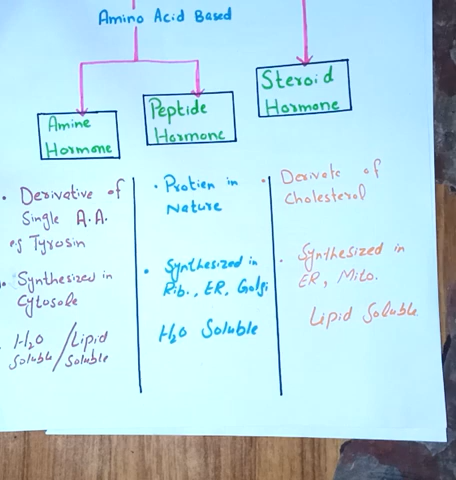 Amino Acid Based
Amine
Hormone
Peptide
Hormone
Steroid
Hormone
• Derivative of
Single A.A.
e.g Tyrosin
• Synthesized in
Cytosole
H₂O / Lipid
Soluble / Soluble
• Protien in
Nature
• Synthesized in
Rib., ER, Golgi
H₂O Soluble
• Derivate of
Cholesterol
• Synthesized in
ER, Mito.
Lipid Soluble